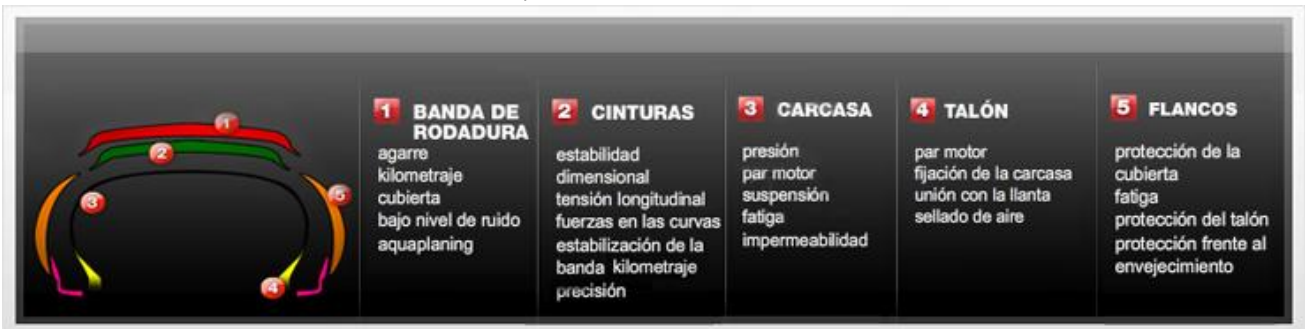 1
2
3
5
4
1 BANDA DE
RODADURA
agarre
kilometraje
cubierta
bajo nivel de ruido
aquaplaning
2 CINTURAS
estabilidad
dimensional
tensión longitudinal
fuerzas en las curvas
estabilización de la
banda kilometraje
precisión
3 CARCASA
presión
par motor
suspensión
fatiga
impermeabilidad
4 TALÓN
par motor
fijación de la carcasa
unión con la llanta
sellado de aire
5 FLANCOS
protección de la
cubierta
fatiga
protección del talón
protección frente al
envejecimiento